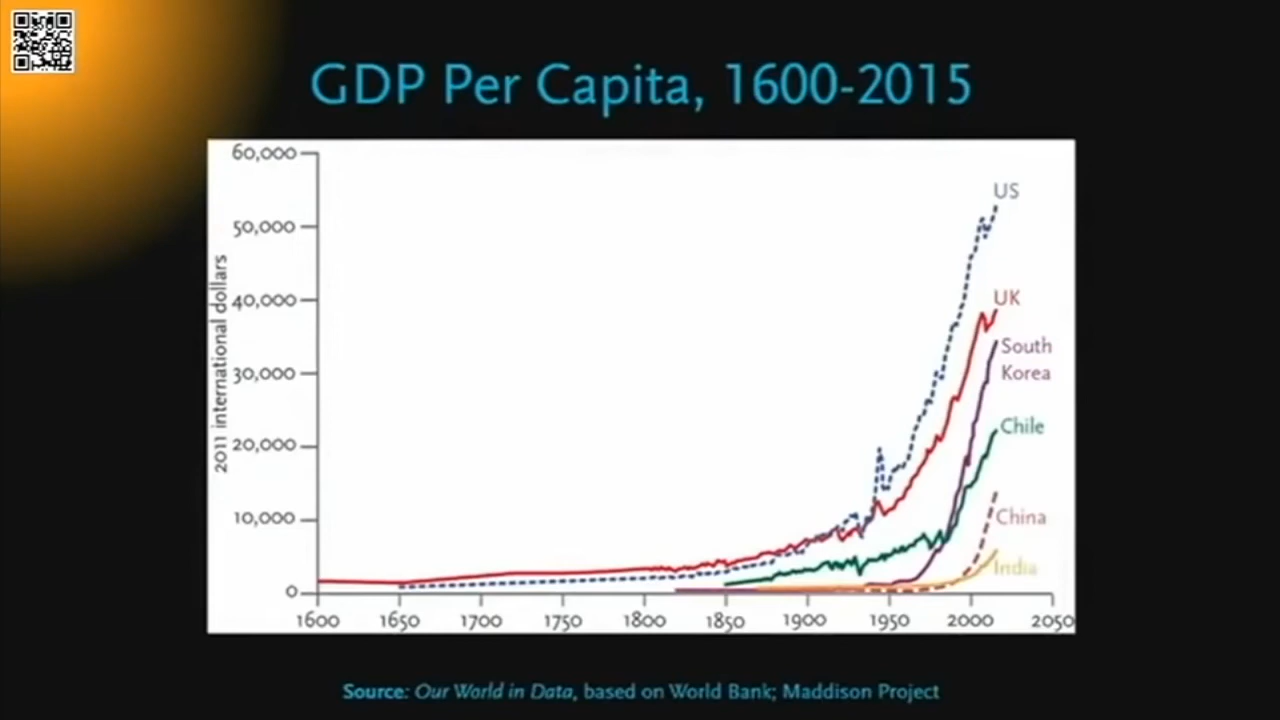 GDP Per Capita, 1600-2015
60,000
50,000
40,000
30,000
20,000
10,000
0
2011 international dollars
US
UK
South
Korea
Chile
China
India
1600 1650 1700 1750 1800 1850 1900 1950 2000 2050
Source: Our World in Data, based on World Bank; Maddison Project